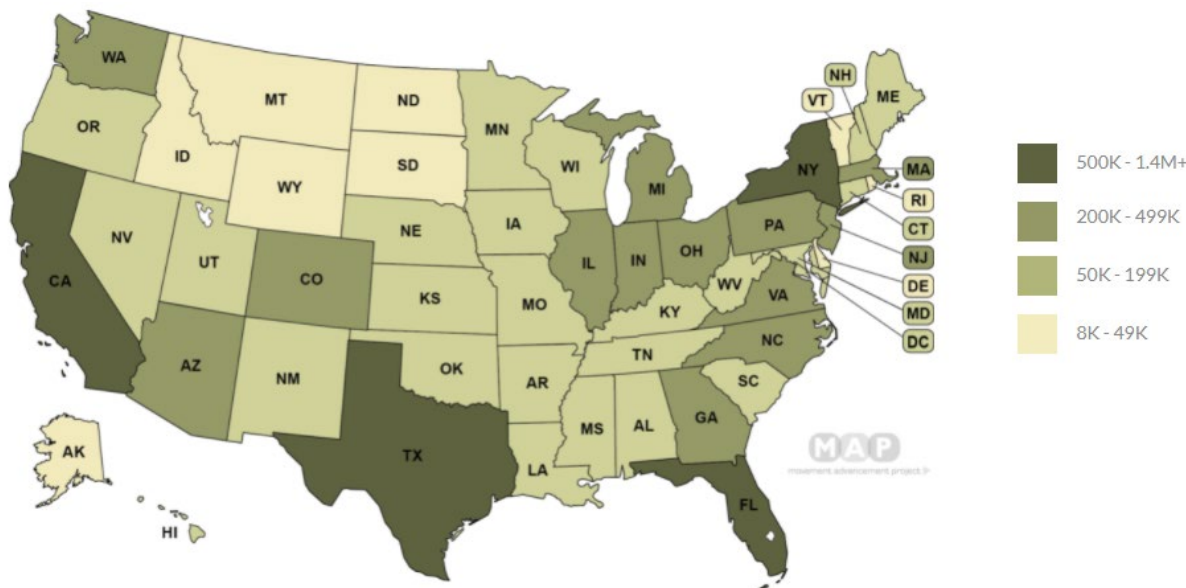 WA
OR
ID
MT
ND
SD
WY
NE
MN
WI
IA
MI
CA
NV
UT
CO
KS
MO
IL
IN
OH
KY
WV
PA
NY
VT
NH
ME
MA
RI
CT
NJ
DE
MD
DC
VA
NC
SC
TN
AZ
NM
OK
AR
MS
AL
GA
TX
LA
FL
AK
HI
MAP
movement advancement project
500K - 1.4M+
200K - 499K
50K - 199K
8K - 49K